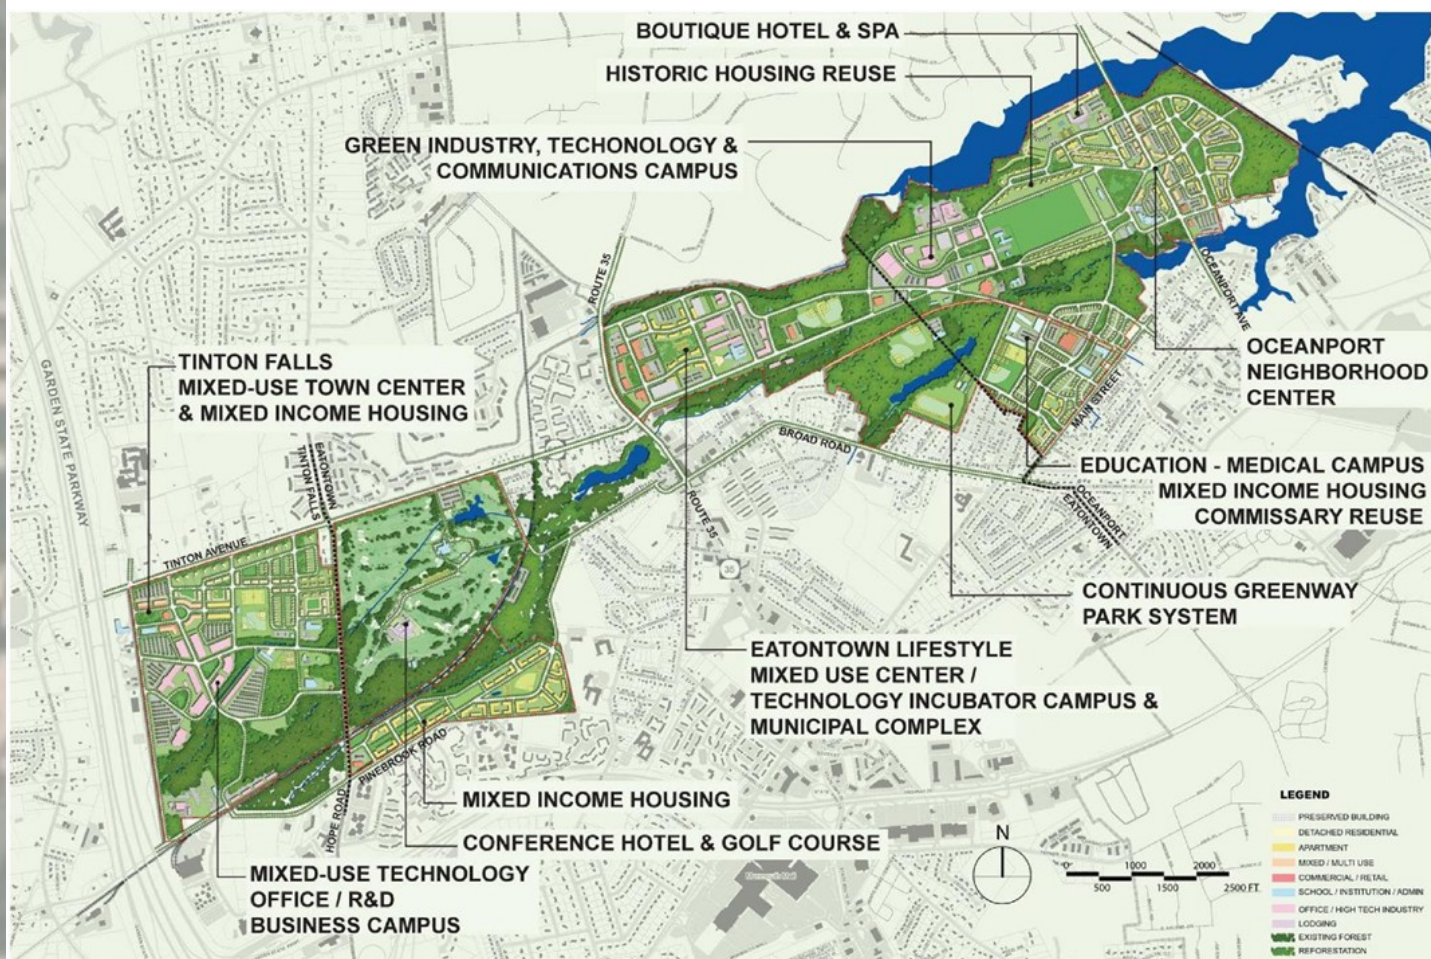 BOUTIQUE HOTEL & SPA
HISTORIC HOUSING REUSE
GREEN INDUSTRY, TECHONOLOGY &
COMMUNICATIONS CAMPUS
ROUTE 35
OCEANPORT AVE
TINTON FALLS
MIXED-USE TOWN CENTER
& MIXED INCOME HOUSING
GARDEN STATE PARKWAY
OCEANPORT
NEIGHBORHOOD
CENTER
MAIN STREET
BROAD ROAD
EATONTOWN
TINTON FALLS
EDUCATION - MEDICAL CAMPUS
MIXED INCOME HOUSING
COMMISSARY REUSE
OCEANPORT
EATONTOWN
ROUTE 35
TINTON AVENUE
35
CONTINUOUS GREENWAY
PARK SYSTEM
EATONTOWN LIFESTYLE
MIXED USE CENTER /
TECHNOLOGY INCUBATOR CAMPUS &
MUNICIPAL COMPLEX
PINEBROOK ROAD
HOPE ROAD
MIXED INCOME HOUSING
CONFERENCE HOTEL & GOLF COURSE
MIXED-USE TECHNOLOGY
OFFICE / R&D
BUSINESS CAMPUS
Monmouth Mall
N
0 1000 2000
500 1500 2500 FT.
LEGEND
PRESERVED BUILDING
DETACHED RESIDENTIAL
APARTMENT
MIXED / MULTI USE
COMMERCIAL / RETAIL
SCHOOL / INSTITUTION / ADMIN
OFFICE / HIGH TECH INDUSTRY
LODGING
EXISTING FOREST
REFORESTATION